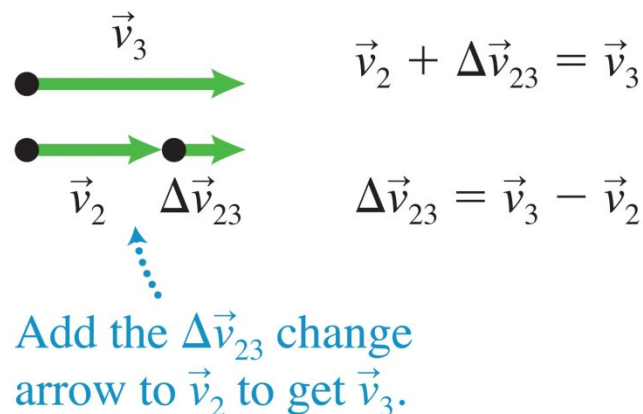 v⃗₃
v⃗₂ + Δv⃗₂₃ = v⃗₃
v⃗₂ Δv⃗₂₃
Δv⃗₂₃ = v⃗₃ − v⃗₂
Add the Δv⃗₂₃ change
arrow to v⃗₂ to get v⃗₃.